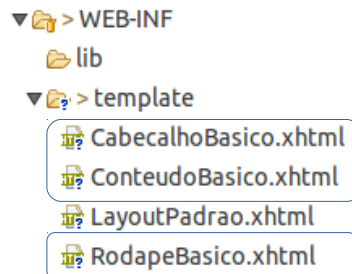 > WEB-INF
lib
> template
CabecalhoBasico.xhtml
ConteudoBasico.xhtml
LayoutPadrao.xhtml
RodapeBasico.xhtml